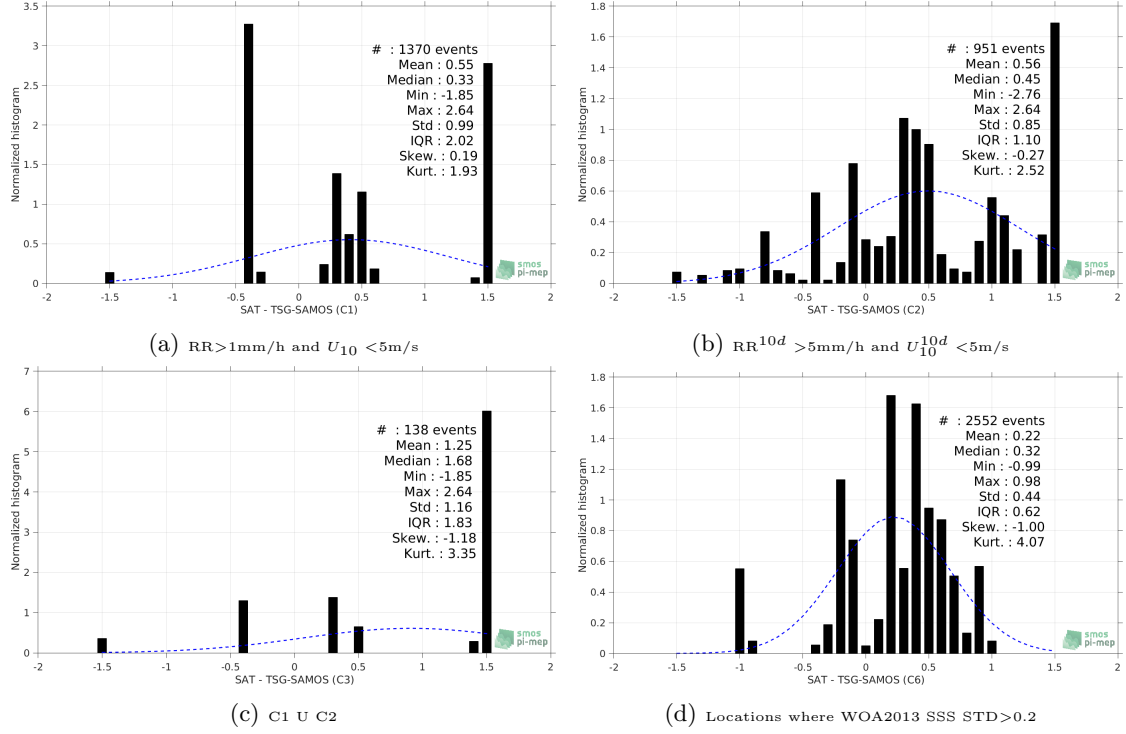 3.5
3
2.5
2
1.5
1
0.5
0
-2
-1.5
-1
-0.5
0
0.5
1
1.5
2
Normalized histogram
SAT - TSG-SAMOS (C1)
# : 1370 events
Mean : 0.55
Median : 0.33
Min : -1.85
Max : 2.64
Std : 0.99
IQR : 2.02
Skew. : 0.19
Kurt. : 1.93
smos
pi-mep
(a) RR>1mm/h and U10 <5m/s
1.8
1.6
1.4
1.2
1
0.8
0.6
0.4
0.2
0
-2
-1.5
-1
-0.5
0
0.5
1
1.5
2
Normalized histogram
SAT - TSG-SAMOS (C2)
# : 951 events
Mean : 0.56
Median : 0.45
Min : -2.76
Max : 2.64
Std : 0.85
IQR : 1.10
Skew. : -0.27
Kurt. : 2.52
smos
pi-mep
(b) RR^10d >5mm/h and U10^10d <5m/s
7
6
5
4
3
2
1
0
-2
-1.5
-1
-0.5
0
0.5
1
1.5
2
Normalized histogram
SAT - TSG-SAMOS (C3)
# : 138 events
Mean : 1.25
Median : 1.68
Min : -1.85
Max : 2.64
Std : 1.16
IQR : 1.83
Skew. : -1.18
Kurt. : 3.35
smos
pi-mep
(c) C1 U C2
1.8
1.6
1.4
1.2
1
0.8
0.6
0.4
0.2
0
-2
-1.5
-1
-0.5
0
0.5
1
1.5
2
Normalized histogram
SAT - TSG-SAMOS (C6)
# : 2552 events
Mean : 0.22
Median : 0.32
Min : -0.99
Max : 0.98
Std : 0.44
IQR : 0.62
Skew. : -1.00
Kurt. : 4.07
smos
pi-mep
(d) Locations where WOA2013 SSS STD>0.2